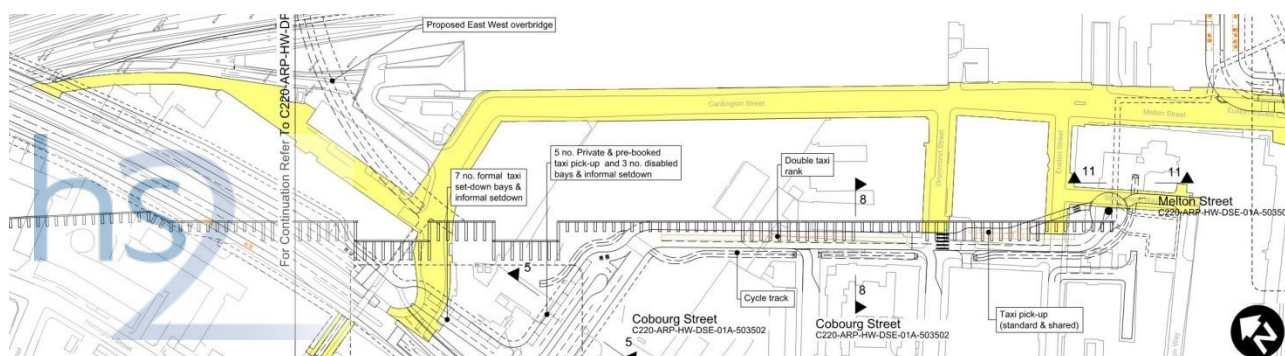 Proposed East West overbridge
For Continuation Refer To C220-ARP-HW-DF
hs2
Cardington Street
Melton Street
Drummond Street
Euston Street
5 no. Private & pre-booked
taxi pick-up and 3 no. disabled
bays & informal setdown
7 no. formal taxi
set-down bays &
informal setdown
Double taxi
rank
8
11
11
Melton Street
C220-ARP-HW-DSE-01A-50350
5
Cycle track
8
Cobourg Street
C220-ARP-HW-DSE-01A-503502
5
Cobourg Street
C220-ARP-HW-DSE-01A-503502
Taxi pick-up
(standard & shared)
N